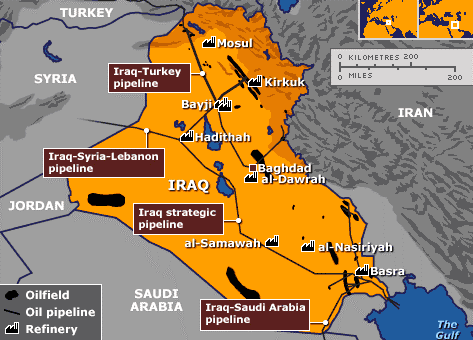 TURKEY
Mosul
0 KILOMETRES 200
0 MILES 200
Iraq-Turkey
pipeline
SYRIA
Kirkuk
Bayji
IRAN
Hadithah
Iraq-Syria-Lebanon
pipeline
Baghdad
al-Dawrah
IRAQ
JORDAN
Iraq strategic
pipeline
al-Samawah
al-Nasiriyah
Basra
SAUDI
ARABIA
Iraq-Saudi Arabia
pipeline
The
Gulf
Oilfield
Oil pipeline
Refinery